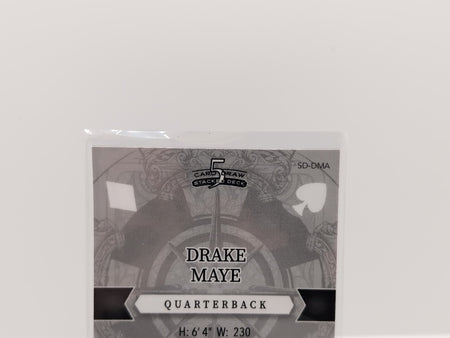 SD-DMA
5
CARD DRAW
STACKED DECK
DRAKE
MAYE
QUARTERBACK
H: 6' 4" W: 230